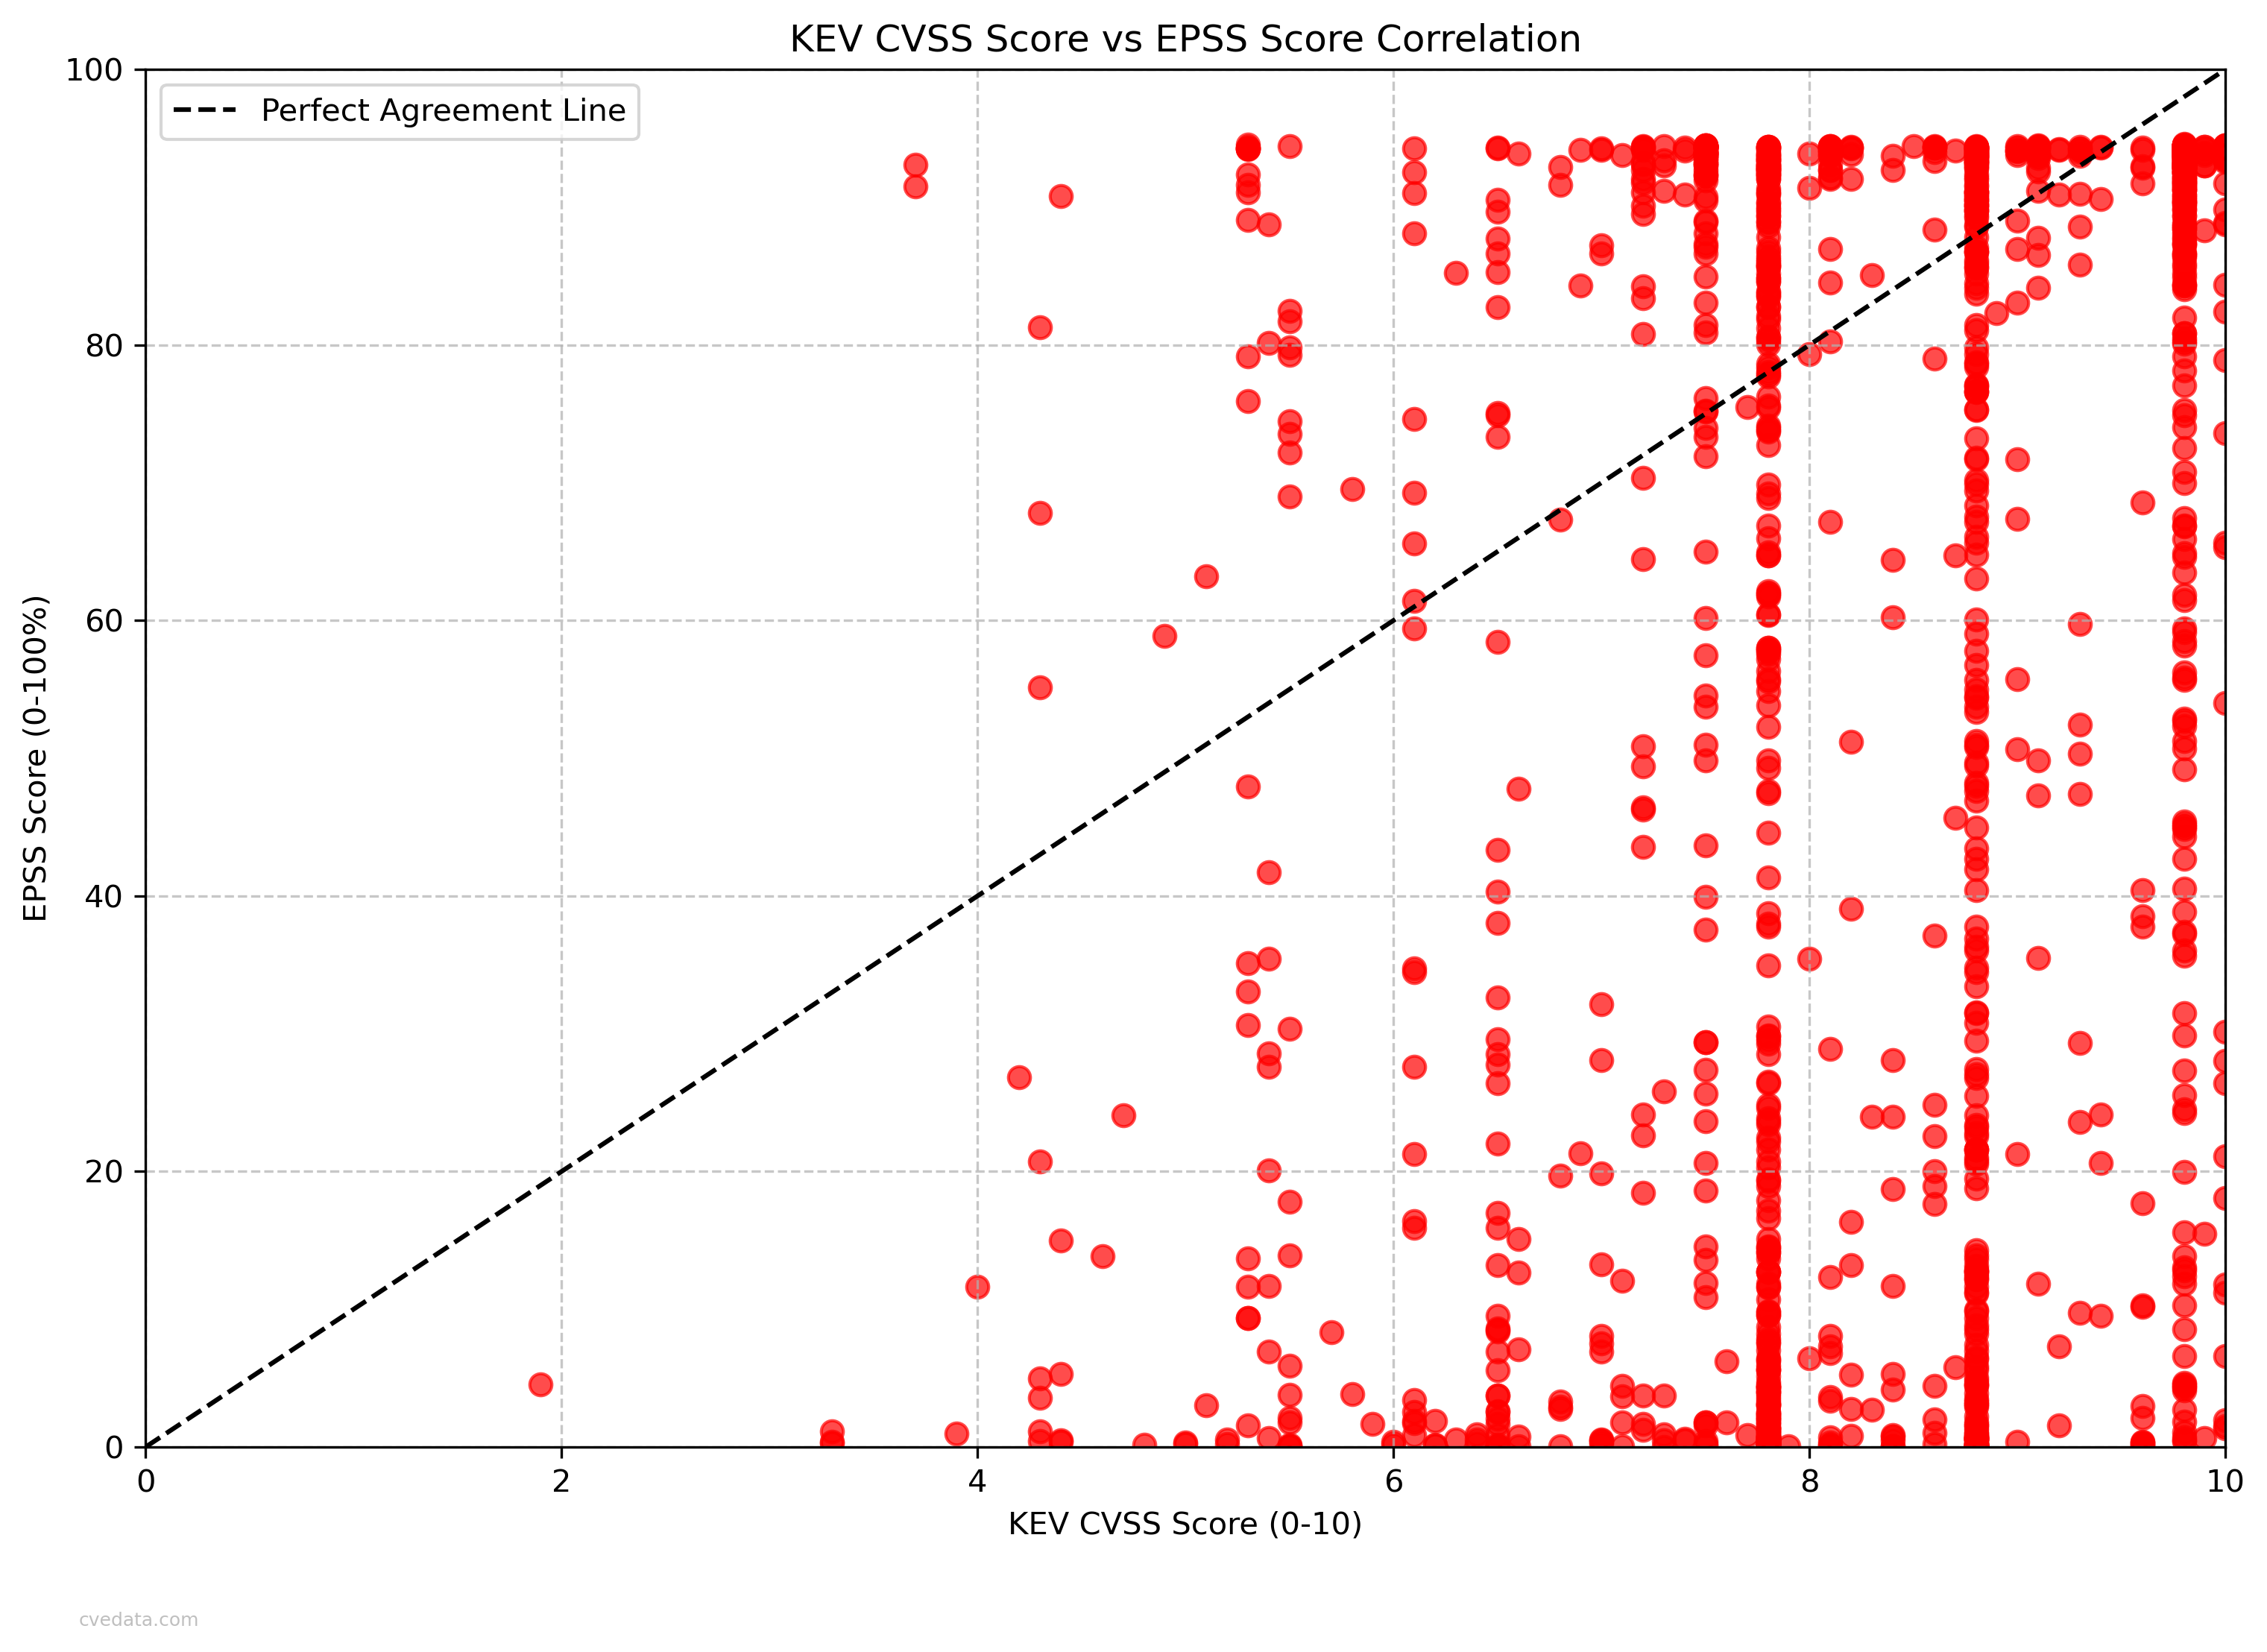 KEV CVSS Score vs EPSS Score Correlation
Perfect Agreement Line
EPSS Score (0-100%)
100
80
60
40
20
0
0 2 4 6 8 10
KEV CVSS Score (0-10)
cvedata.com